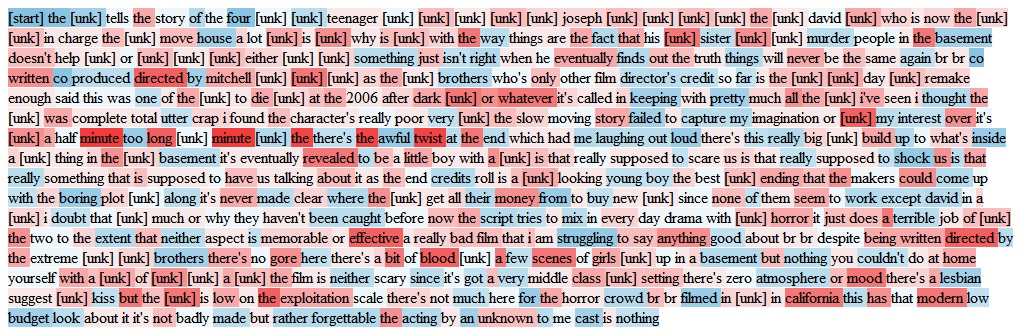 [start] the [unk] tells the story of the four [unk] [unk] teenager [unk] [unk] [unk] [unk] [unk] joseph [unk] [unk] [unk] [unk] the [unk] david [unk] who is now the [unk]
[unk] in charge the [unk] move house a lot [unk] is [unk] why is [unk] with the way things are the fact that his [unk] sister [unk] [unk] murder people in the basement
doesn't help [unk] or [unk] [unk] [unk] either [unk] [unk] something just isn't right when he eventually finds out the truth things will never be the same again br br co
written co produced directed by mitchell [unk] [unk] [unk] as the [unk] brothers who's only other film director's credit so far is the [unk] [unk] day [unk] remake
enough said this was one of the [unk] to die [unk] at the 2006 after dark [unk] or whatever it's called in keeping with pretty much all the [unk] i've seen i thought the
[unk] was complete total utter crap i found the character's really poor very [unk] the slow moving story failed to capture my imagination or [unk] my interest over it's
[unk] a half minute too long [unk] minute [unk] the there's the awful twist at the end which had me laughing out loud there's this really big [unk] build up to what's inside
a [unk] thing in the [unk] basement it's eventually revealed to be a little boy with a [unk] is that really supposed to scare us is that really supposed to shock us is that
really something that is supposed to have us talking about it as the end credits roll is a [unk] looking young boy the best [unk] ending that the makers could come up
with the boring plot [unk] along it's never made clear where the [unk] get all their money from to buy new [unk] since none of them seem to work except david in a
[unk] i doubt that [unk] much or why they haven't been caught before now the script tries to mix in every day drama with [unk] horror it just does a terrible job of [unk]
the two to the extent that neither aspect is memorable or effective a really bad film that i am struggling to say anything good about br br despite being written directed by
the extreme [unk] [unk] brothers there's no gore here there's a bit of blood [unk] a few scenes of girls [unk] up in a basement but nothing you couldn't do at home
yourself with a [unk] of [unk] a [unk] a [unk] the film is neither scary since it's got a very middle class [unk] setting there's zero atmosphere or mood there's a lesbian
suggest [unk] kiss but the [unk] is low on the exploitation scale there's not much here for the horror crowd br br filmed in [unk] in california this has that modern low
budget look about it it's not badly made but rather forgettable the acting by an unknown to me cast is nothing